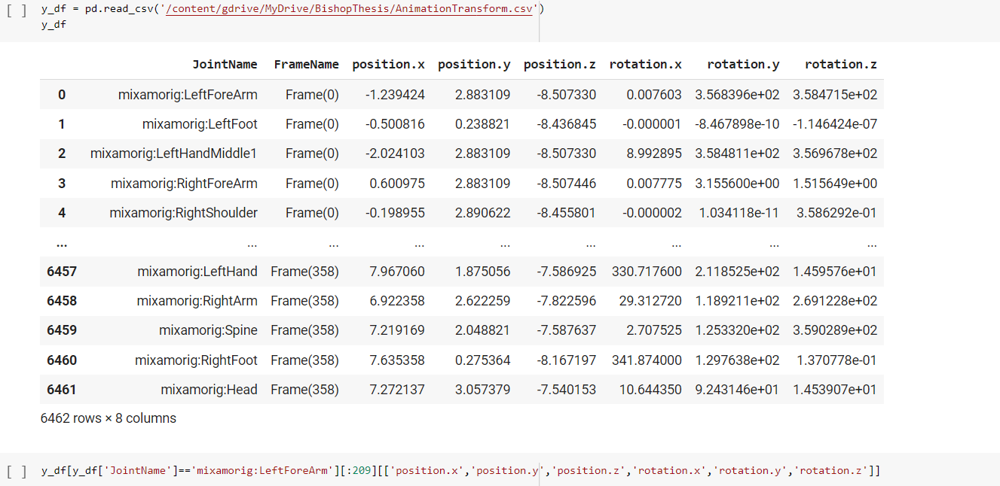 [ ] y_df = pd.read_csv('/content/gdrive/MyDrive/BishopThesis/AnimationTransform.csv')
y_df
JointName FrameName position.x position.y position.z rotation.x rotation.y rotation.z
0 mixamorig:LeftForeArm Frame(0) -1.239424 2.883109 -8.507330 0.007603 3.568396e+02 3.584715e+02
1 mixamorig:LeftFoot Frame(0) -0.500816 0.238821 -8.436845 -0.000001 -8.467898e-10 -1.146424e-07
2 mixamorig:LeftHandMiddle1 Frame(0) -2.024103 2.883109 -8.507330 8.992895 3.584811e+02 3.569678e+02
3 mixamorig:RightForeArm Frame(0) 0.600975 2.883109 -8.507446 0.007775 3.155600e+00 1.515649e+00
4 mixamorig:RightShoulder Frame(0) -0.198955 2.890622 -8.455801 -0.000002 1.034118e-11 3.586292e-01
... ... ... ... ... ... ... ... ...
6457 mixamorig:LeftHand Frame(358) 7.967060 1.875056 -7.586925 330.717600 2.118525e+02 1.459576e+01
6458 mixamorig:RightArm Frame(358) 6.922358 2.622259 -7.822596 29.312720 1.189211e+02 2.691228e+02
6459 mixamorig:Spine Frame(358) 7.219169 2.048821 -7.587637 2.707525 1.253320e+02 3.590289e+02
6460 mixamorig:RightFoot Frame(358) 7.635358 0.275364 -8.167197 341.874000 1.297638e+02 1.370778e-01
6461 mixamorig:Head Frame(358) 7.272137 3.057379 -7.540153 10.644350 9.243146e+01 1.453907e+01
6462 rows × 8 columns
[ ] y_df[y_df['JointName']=='mixamorig:LeftForeArm'][:209][['position.x','position.y','position.z','rotation.x','rotation.y','rotation.z']]